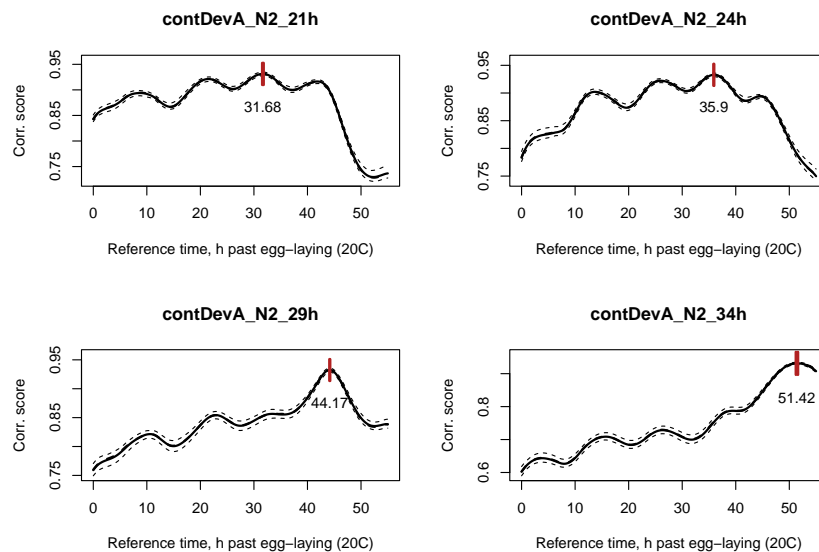 contDevA_N2_21h
Corr. score
0.75 0.85 0.95
31.68
0 10 20 30 40 50
Reference time, h past egg−laying (20C)
contDevA_N2_24h
Corr. score
0.75 0.85 0.95
35.9
0 10 20 30 40 50
Reference time, h past egg−laying (20C)
contDevA_N2_29h
Corr. score
0.75 0.85 0.95
44.17
0 10 20 30 40 50
Reference time, h past egg−laying (20C)
contDevA_N2_34h
Corr. score
0.6 0.8
51.42
0 10 20 30 40 50
Reference time, h past egg−laying (20C)